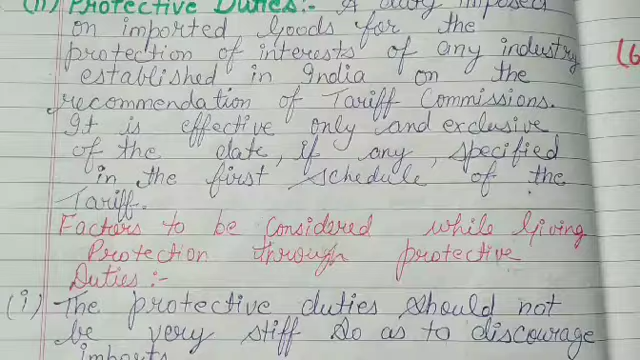 (h) Protective Duties:- A duty imposed
on imported Goods for the
protection of interests of any industry
established in India on the
recommendation of Tariff Commissions.
It is effective only and exclusive
of the date, if any, specified
in the first schedule of the
Tariff.
Factors to be Considered while Giving
Protection through protective
Duties :-
(i) The protective duties should not
be very stiff so as to discourage
imports